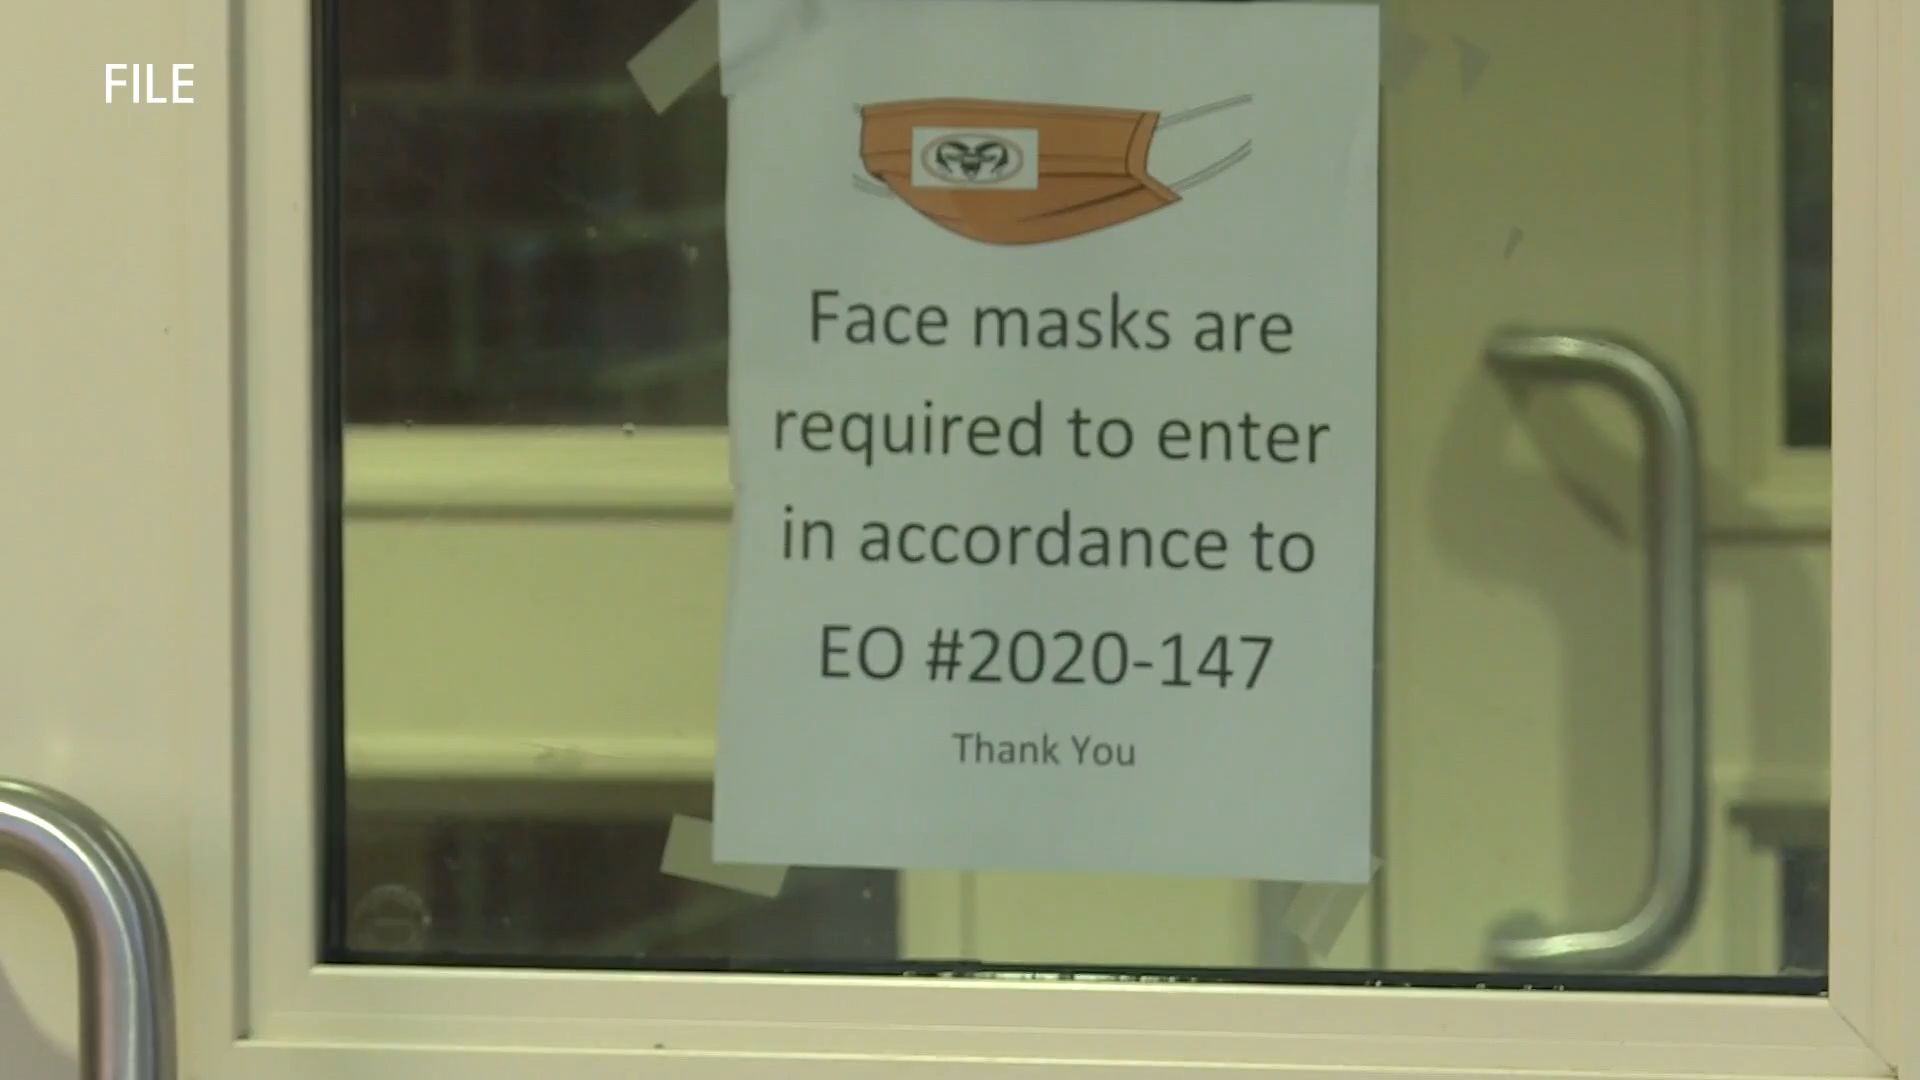 FILE
Face masks are
required to enter
in accordance to
EO #2020-147
Thank You